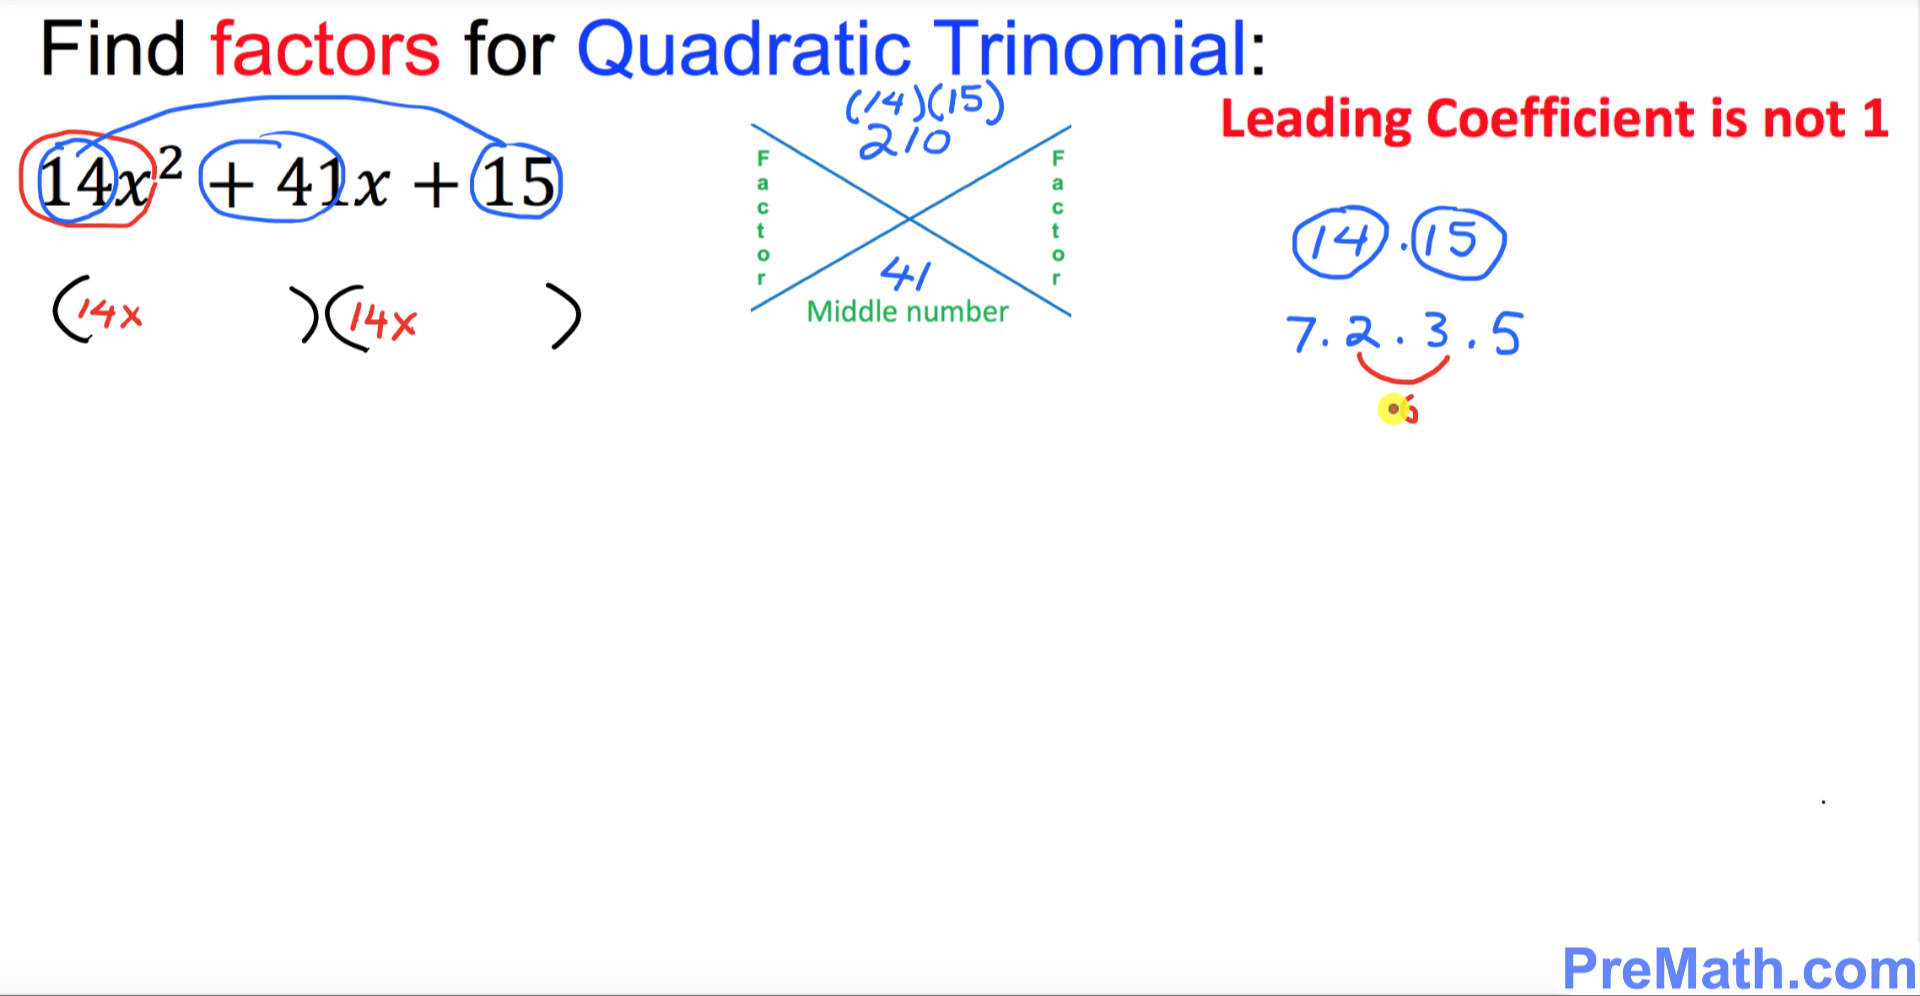 Find factors for Quadratic Trinomial:
(14)(15)
210
Leading Coefficient is not 1
14x² + 41x + 15
Factor
Factor
41
Middle number
14 · 15
(14x )(14x )
7 · 2 · 3 · 5
6
PreMath.com